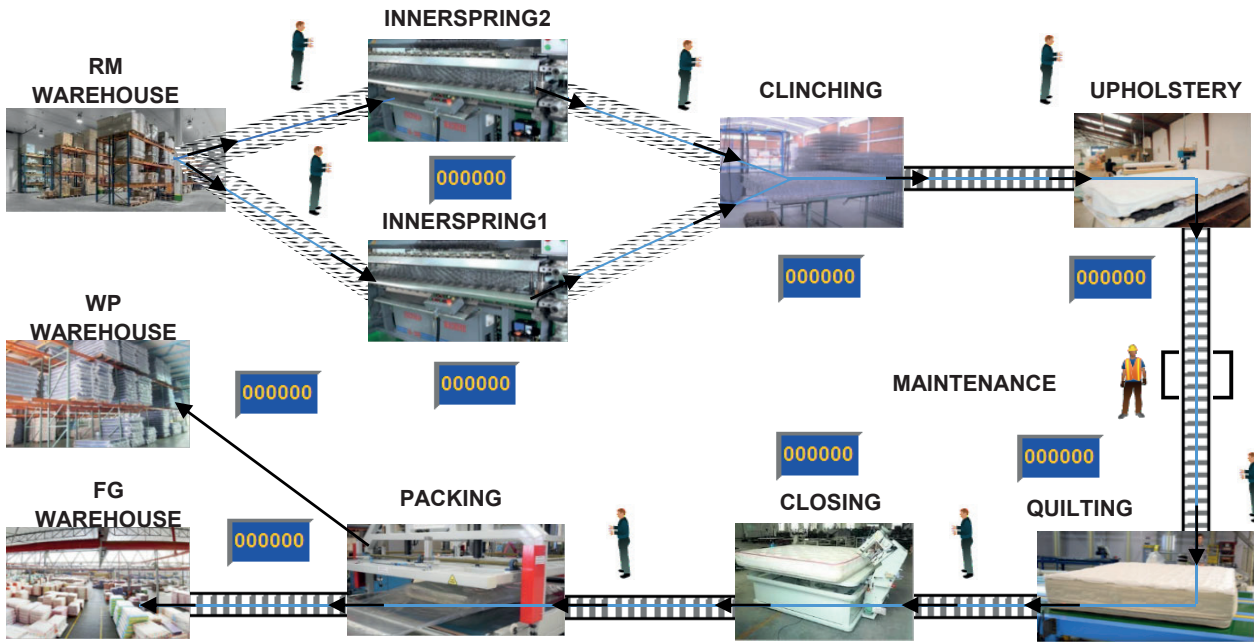 INNERSPRING2
RM
WAREHOUSE
CLINCHING
UPHOLSTERY
000000
INNERSPRING1
000000
000000
WP
WAREHOUSE
000000
000000
MAINTENANCE
000000
000000
FG
WAREHOUSE
PACKING
CLOSING
QUILTING
000000